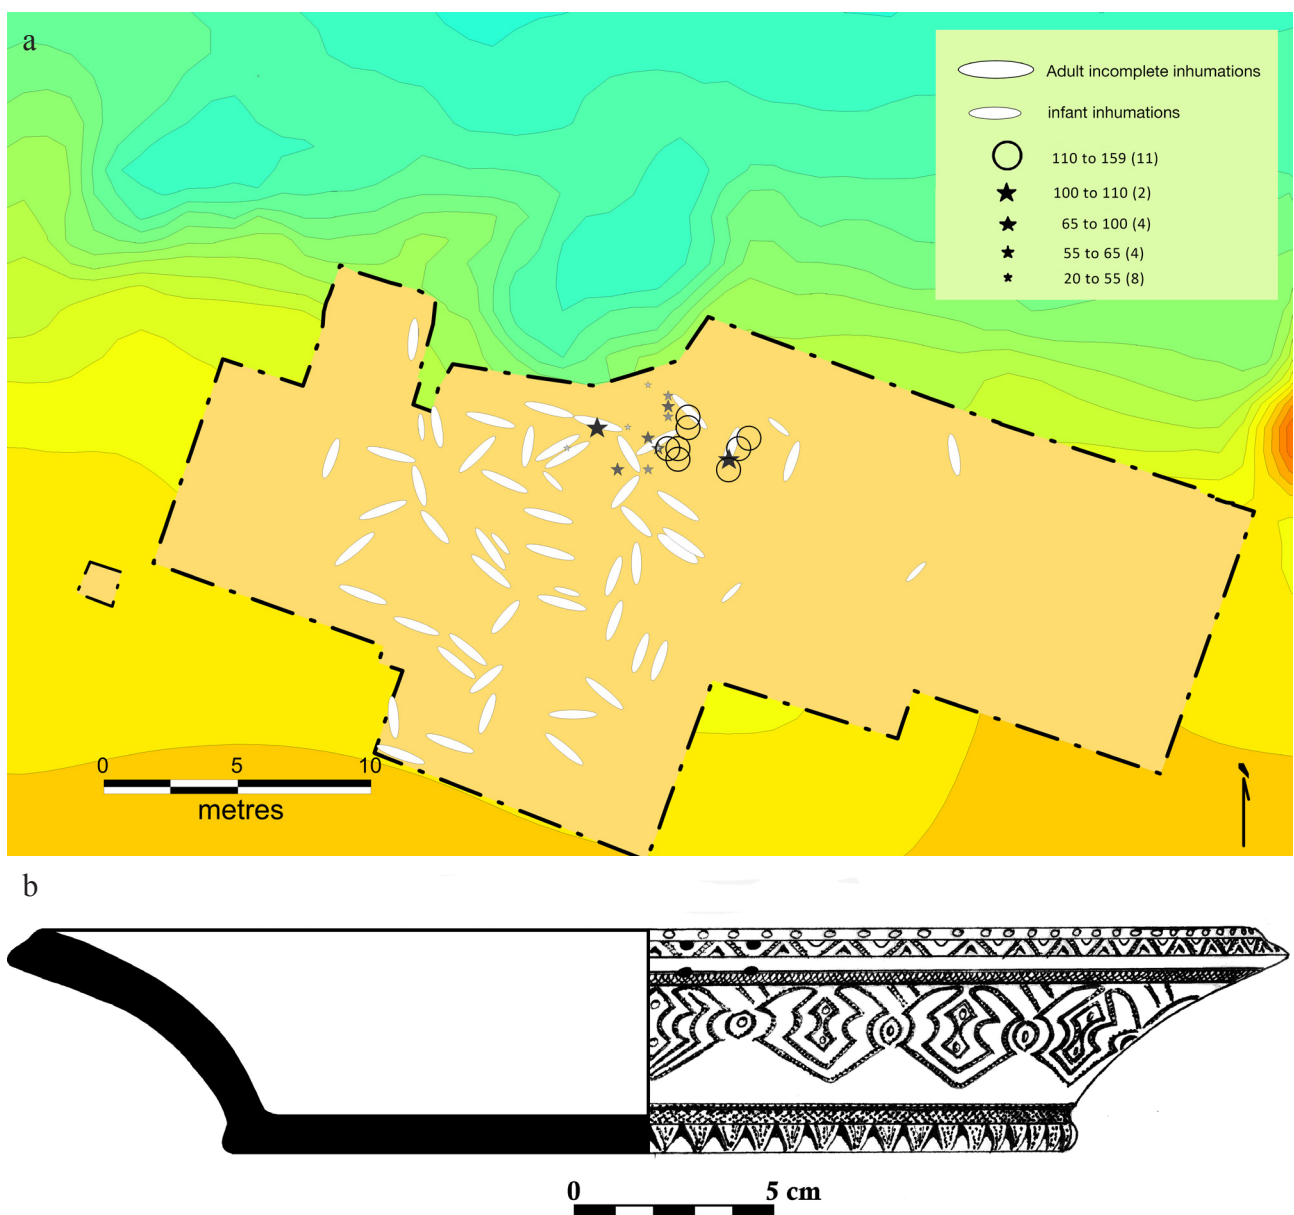 a
Adult incomplete inhumations
infant inhumations
110 to 159 (11)
100 to 110 (2)
65 to 100 (4)
55 to 65 (4)
20 to 55 (8)
0 5 10
metres
b
0 5 cm